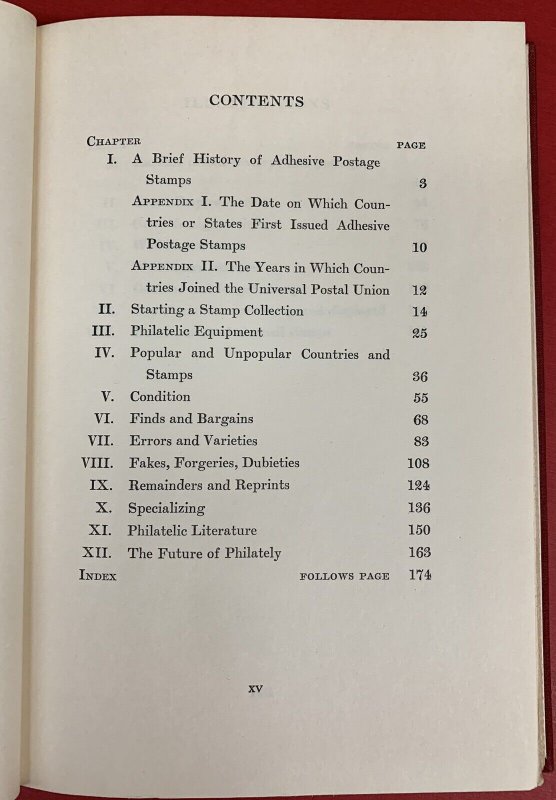 CONTENTS
CHAPTER PAGE
I. A Brief History of Adhesive Postage
Stamps 3
APPENDIX I. The Date on Which Coun-
tries or States First Issued Adhesive
Postage Stamps 10
APPENDIX II. The Years in Which Coun-
tries Joined the Universal Postal Union 12
II. Starting a Stamp Collection 14
III. Philatelic Equipment 25
IV. Popular and Unpopular Countries and
Stamps 36
V. Condition 55
VI. Finds and Bargains 68
VII. Errors and Varieties 83
VIII. Fakes, Forgeries, Dubieties 108
IX. Remainders and Reprints 124
X. Specializing 136
XI. Philatelic Literature 150
XII. The Future of Philately 163
INDEX FOLLOWS PAGE 174
xv